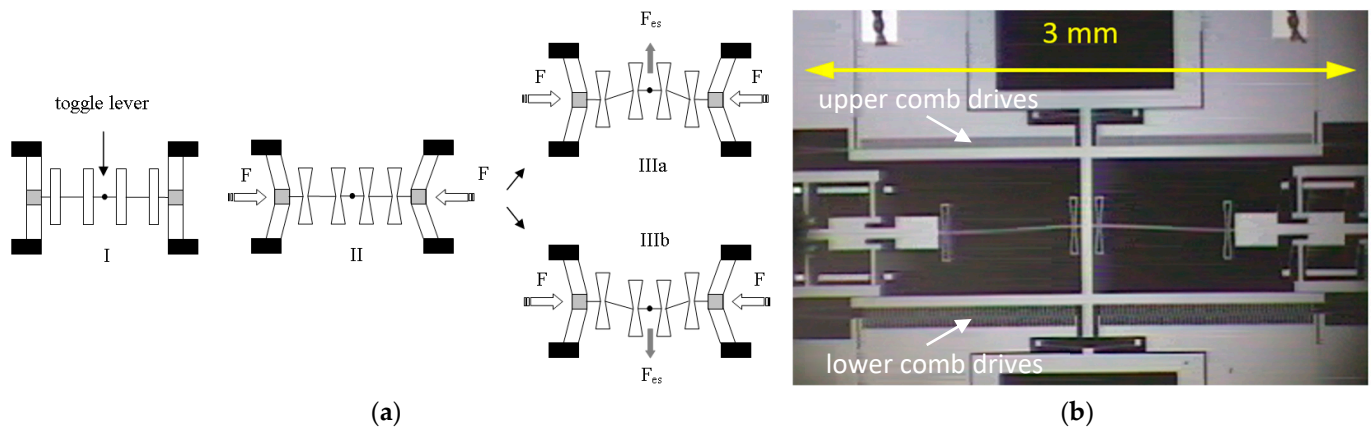 toggle lever
I
F
F
II
Fes
F
F
IIIa
IIIb
F
F
Fes
(a)
3 mm
upper comb drives
lower comb drives
(b)